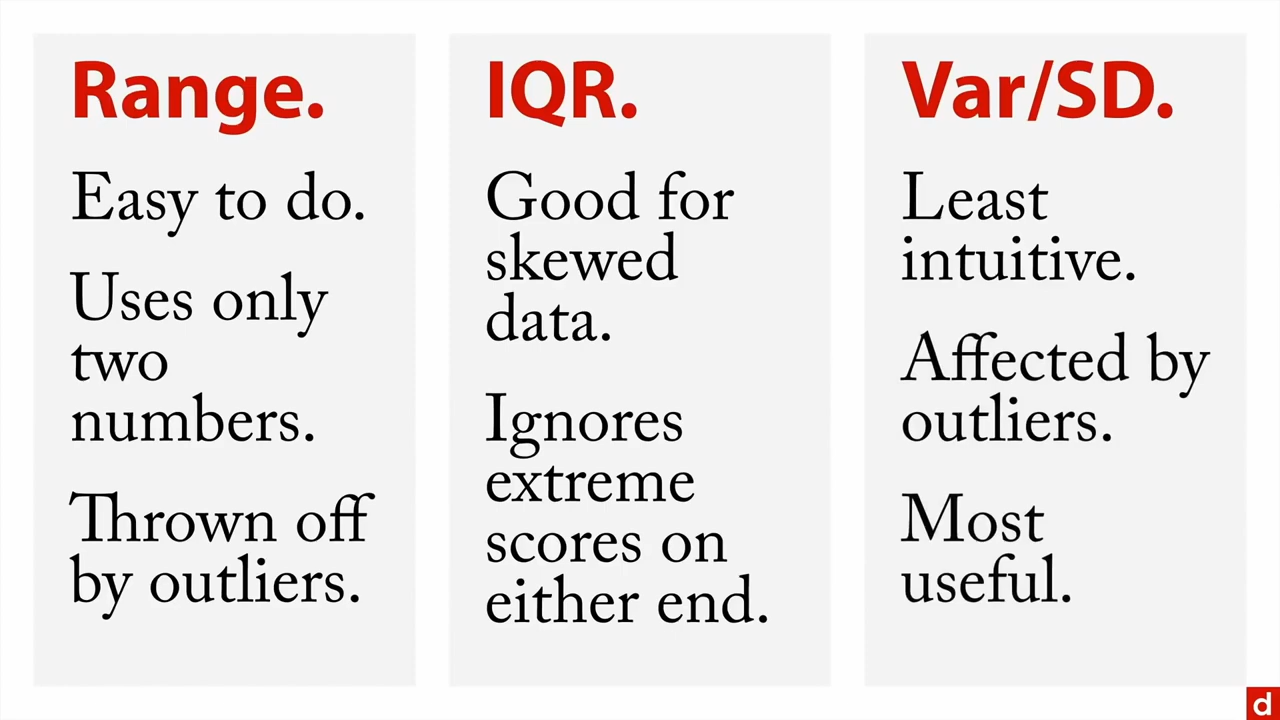 Range.
Easy to do.
Uses only
two
numbers.
Thrown off
by outliers.
IQR.
Good for
skewed
data.
Ignores
extreme
scores on
either end.
Var/SD.
Least
intuitive.
Affected by
outliers.
Most
useful.
d